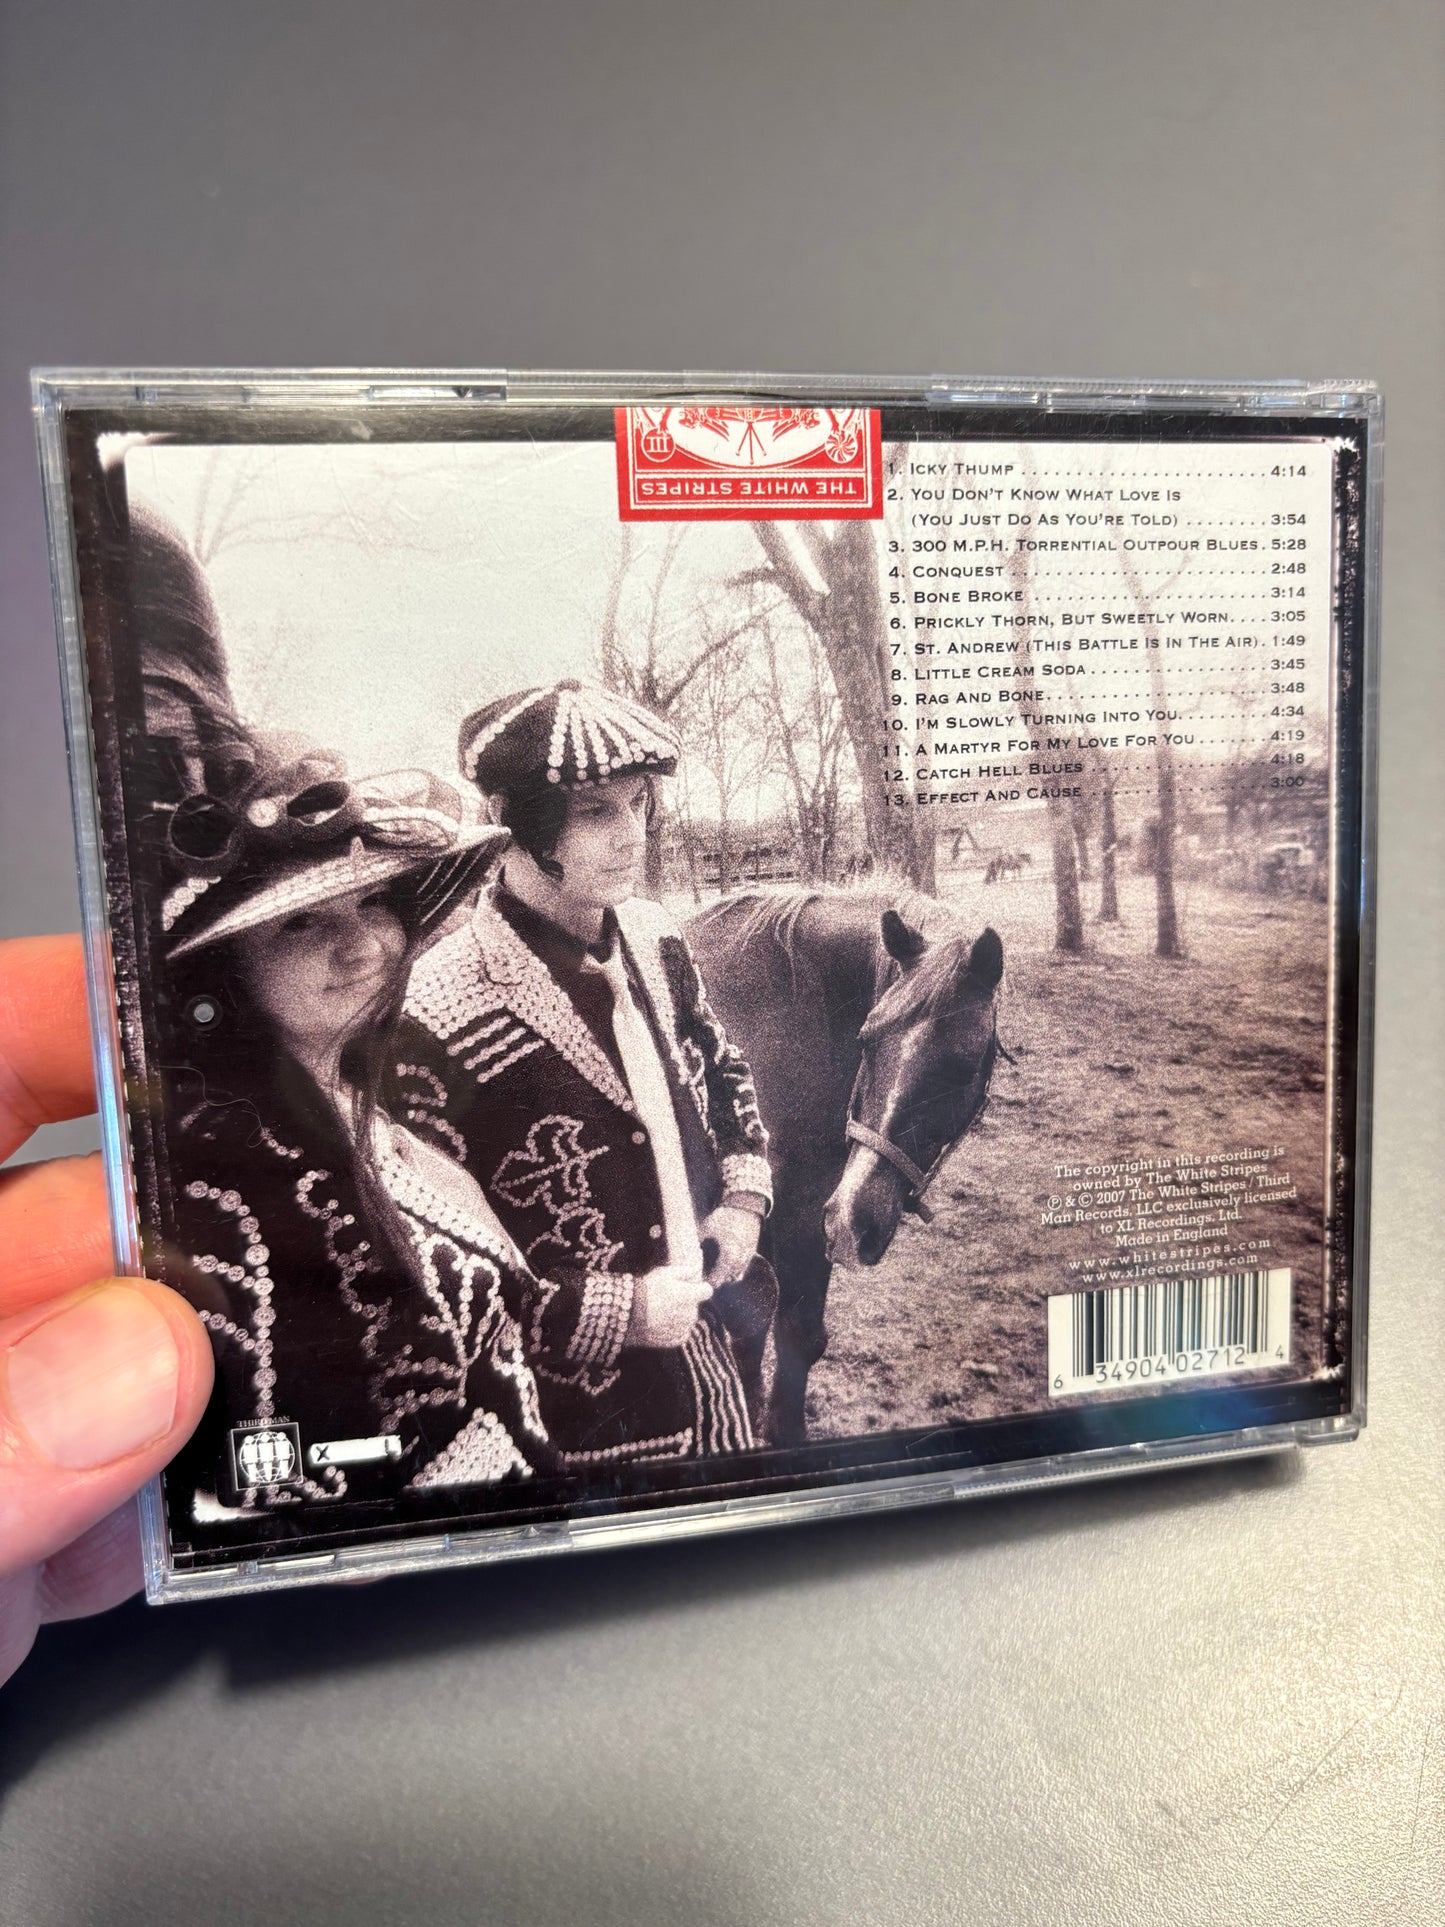 III
THE WHITE STRIPES
1. ICKY THUMP ....................... 4:14
2. YOU DON'T KNOW WHAT LOVE IS
(YOU JUST DO AS YOU'RE TOLD) ........ 3:54
3. 300 M.P.H. TORRENTIAL OUTPOUR BLUES. 5:28
4. CONQUEST ........................ 2:48
5. BONE BROKE ...................... 3:14
6. PRICKLY THORN, BUT SWEETLY WORN.... 3:05
7. ST. ANDREW (THIS BATTLE IS IN THE AIR). 1:49
8. LITTLE CREAM SODA ................ 3:45
9. RAG AND BONE.................... 3:48
10. I'M SLOWLY TURNING INTO YOU........ 4:34
11. A MARTYR FOR MY LOVE FOR YOU ....... 4:19
12. CATCH HELL BLUES ................ 4:18
13. EFFECT AND CAUSE ................ 3:00
The copyright in this recording is
owned by The White Stripes
℗ & © 2007 The White Stripes / Third
Man Records, LLC exclusively licensed
to XL Recordings, Ltd.
Made in England
www.whitestripes.com
www.xlrecordings.com
6 34904 02712 4
THIRD MAN
III
X L